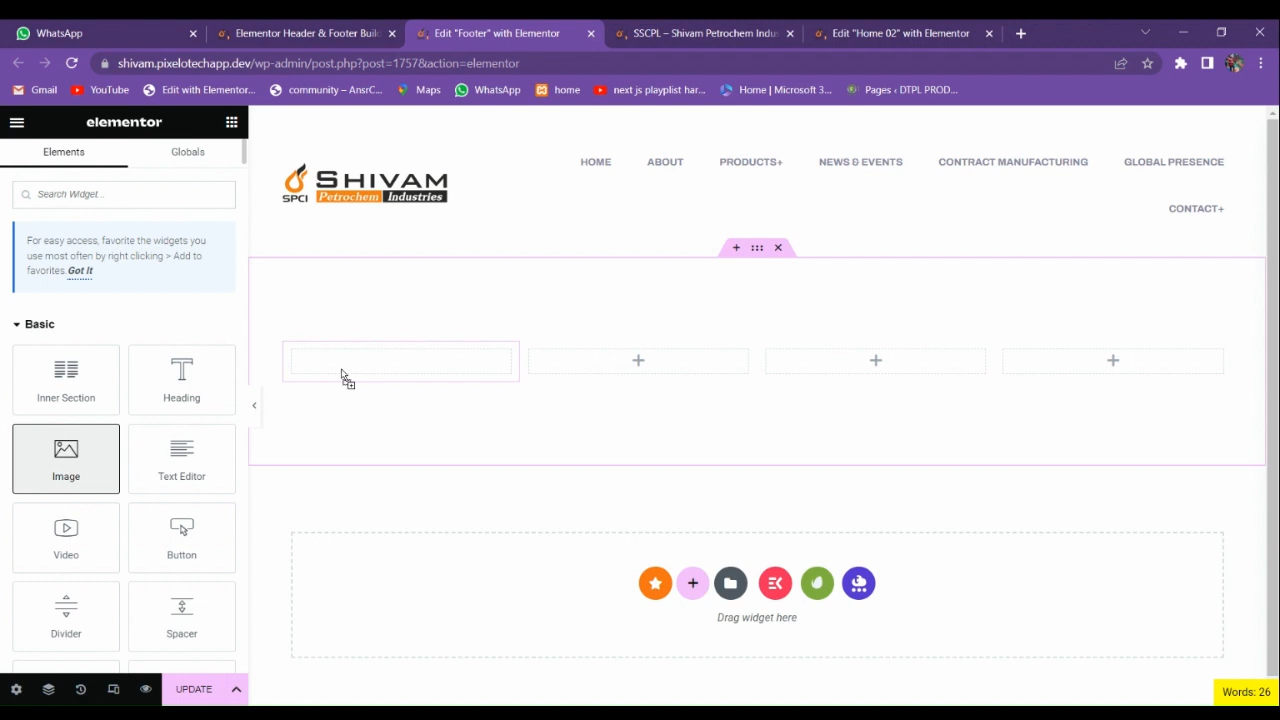 WhatsApp
Elementor Header & Footer Build
Edit "Footer" with Elementor
SSCPL – Shivam Petrochem Indus
Edit "Home 02" with Elementor
shivam.pixelotechapp.dev/wp-admin/post.php?post=1757&action=elementor
Gmail
YouTube
Edit with Elementor...
community – AnsrC...
Maps
WhatsApp
home
next js playlist har...
Home | Microsoft 3...
Pages ‹ DTPL PROD...
elementor
Elements
Globals
Search Widget...
For easy access, favorite the widgets you
use most often by right clicking > Add to
favorites.Got It
Basic
Inner Section
Heading
Image
Text Editor
Video
Button
Divider
Spacer
UPDATE
SHIVAM
SPCI Petrochem Industries
HOME
ABOUT
PRODUCTS+
NEWS & EVENTS
CONTRACT MANUFACTURING
GLOBAL PRESENCE
CONTACT+
Drag widget here
Words: 26